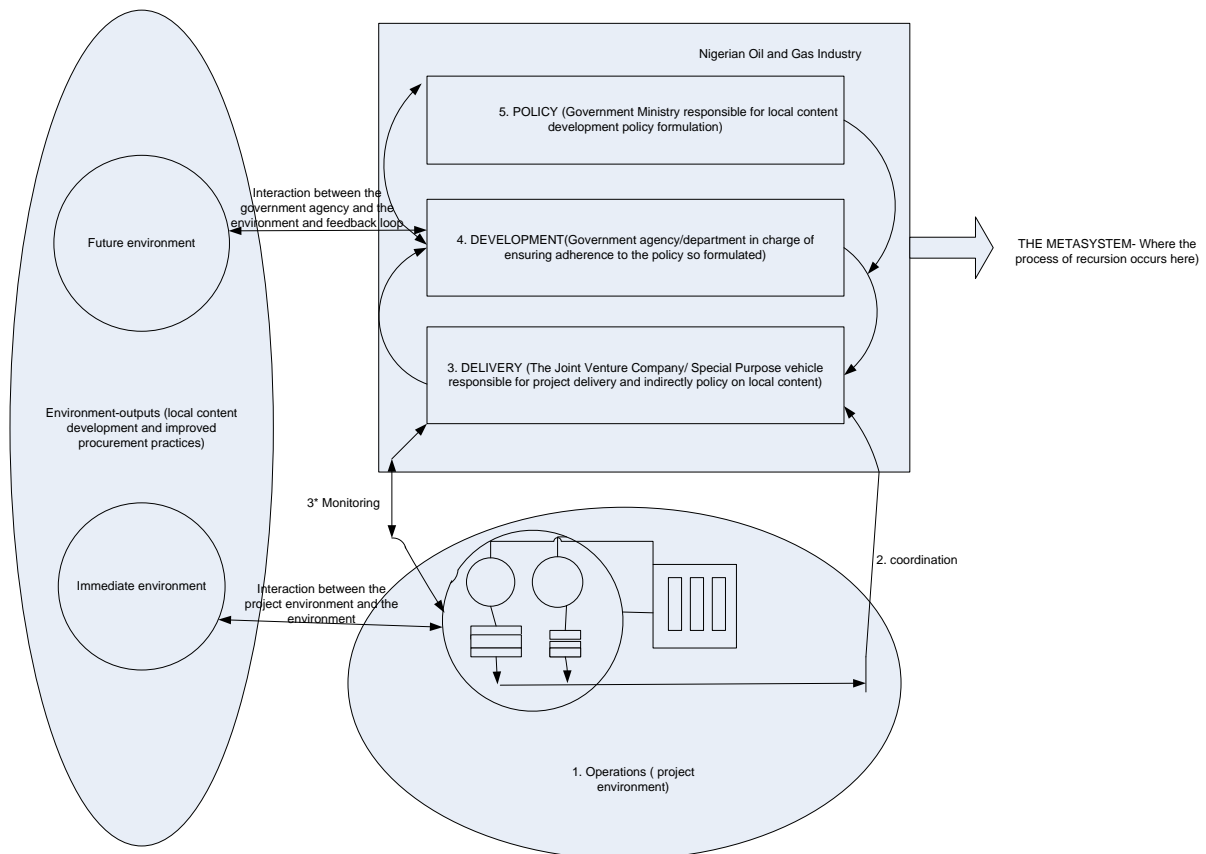 Nigerian Oil and Gas Industry
5. POLICY (Government Ministry responsible for local content
development policy formulation)
Interaction between the
government agency and the
environment and feedback loop
Future environment
4. DEVELOPMENT(Government agency/department in charge of
ensuring adherence to the policy so formulated)
THE METASYSTEM- Where the
process of recursion occurs here)
3. DELIVERY (The Joint Venture Company/ Special Purpose vehicle
responsible for project delivery and indirectly policy on local content)
Environment-outputs (local content
development and improved
procurement practices)
3* Monitoring
2. coordination
Immediate environment
Interaction between the
project environment and the
environment
1. Operations ( project
environment)